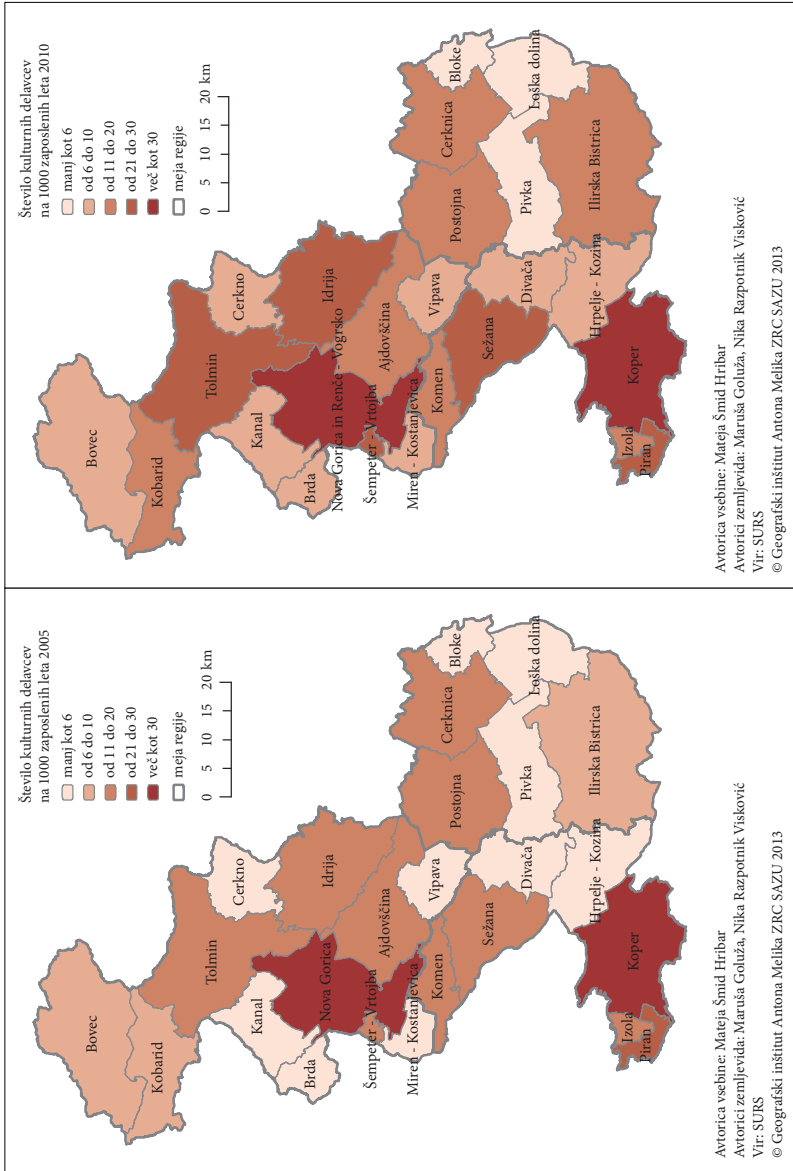 Število kulturnih delavcev
na 1000 zaposlenih leta 2005
manj kot 6
od 6 do 10
od 11 do 20
od 21 do 30
več kot 30
meja regije
0 5 10 15 20 km
Bovec
Kobarid
Tolmin
Cerkno
Kanal
Idrija
Brda
Nova Gorica
Ajdovščina
Šempeter - Vrtojba
Vipava
Miren - Kostanjevica
Komen
Sežana
Postojna
Cerknica
Bloke
Loška dolina
Pivka
Divača
Ilirska Bistrica
Hrpelje - Kozina
Koper
Izola
Piran
Avtorica vsebine: Mateja Šmid Hribar
Avtorici zemljevida: Maruša Goluža, Nika Razpotnik Visković
Vir: SURS
© Geografski inštitut Antona Melika ZRC SAZU 2013
Število kulturnih delavcev
na 1000 zaposlenih leta 2010
manj kot 6
od 6 do 10
od 11 do 20
od 21 do 30
več kot 30
meja regije
0 5 10 15 20 km
Bovec
Kobarid
Tolmin
Cerkno
Kanal
Idrija
Brda
Nova Gorica in Renče - Vogrsko
Ajdovščina
Šempeter - Vrtojba
Vipava
Miren - Kostanjevica
Komen
Sežana
Postojna
Cerknica
Bloke
Loška dolina
Pivka
Divača
Ilirska Bistrica
Hrpelje - Kozina
Koper
Izola
Piran
Avtorica vsebine: Mateja Šmid Hribar
Avtorici zemljevida: Maruša Goluža, Nika Razpotnik Visković
Vir: SURS
© Geografski inštitut Antona Melika ZRC SAZU 2013